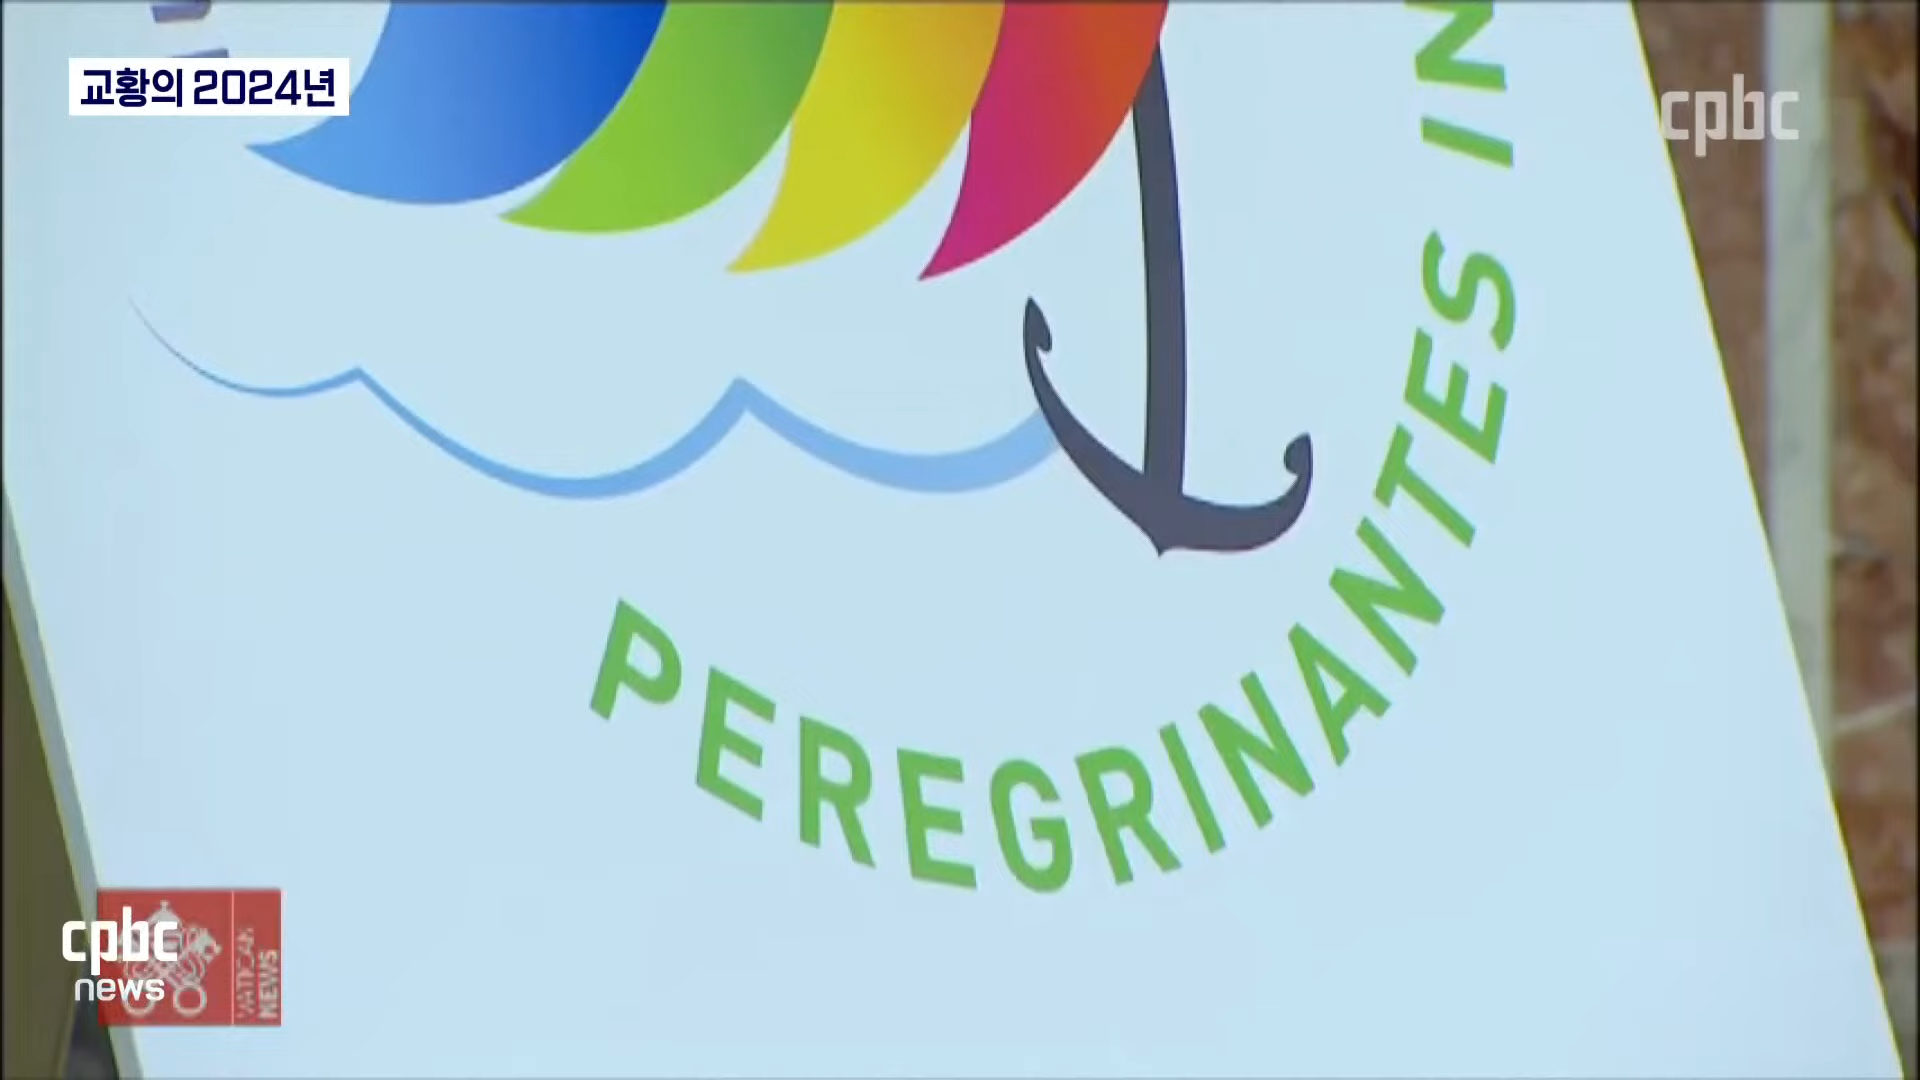 교황의 2024년
cpbc
PEREGRINANTES IN
cpbc
news
VATICAN
NEWS